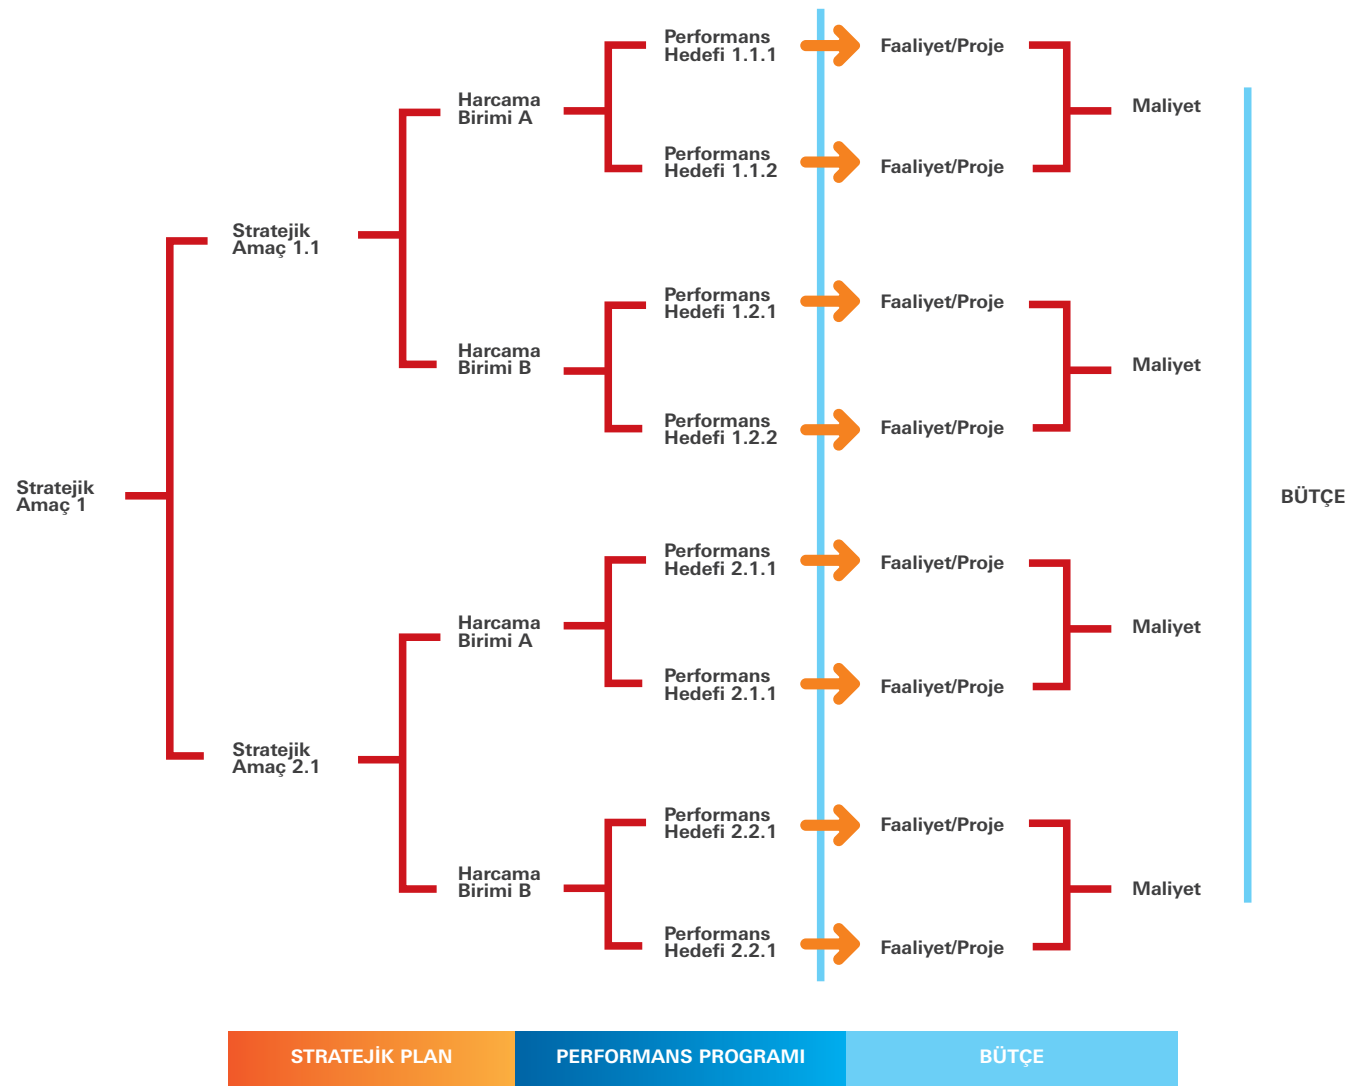 Stratejik
Amaç 1
Stratejik
Amaç 1.1
Harcama
Birimi A
Performans
Hedefi 1.1.1
Faaliyet/Proje
Performans
Hedefi 1.1.2
Faaliyet/Proje
Maliyet
Harcama
Birimi B
Performans
Hedefi 1.2.1
Faaliyet/Proje
Performans
Hedefi 1.2.2
Faaliyet/Proje
Maliyet
Stratejik
Amaç 2.1
Harcama
Birimi A
Performans
Hedefi 2.1.1
Faaliyet/Proje
Performans
Hedefi 2.1.1
Faaliyet/Proje
Maliyet
Harcama
Birimi B
Performans
Hedefi 2.2.1
Faaliyet/Proje
Performans
Hedefi 2.2.1
Faaliyet/Proje
Maliyet
BÜTÇE
STRATEJİK PLAN
PERFORMANS PROGRAMI
BÜTÇE